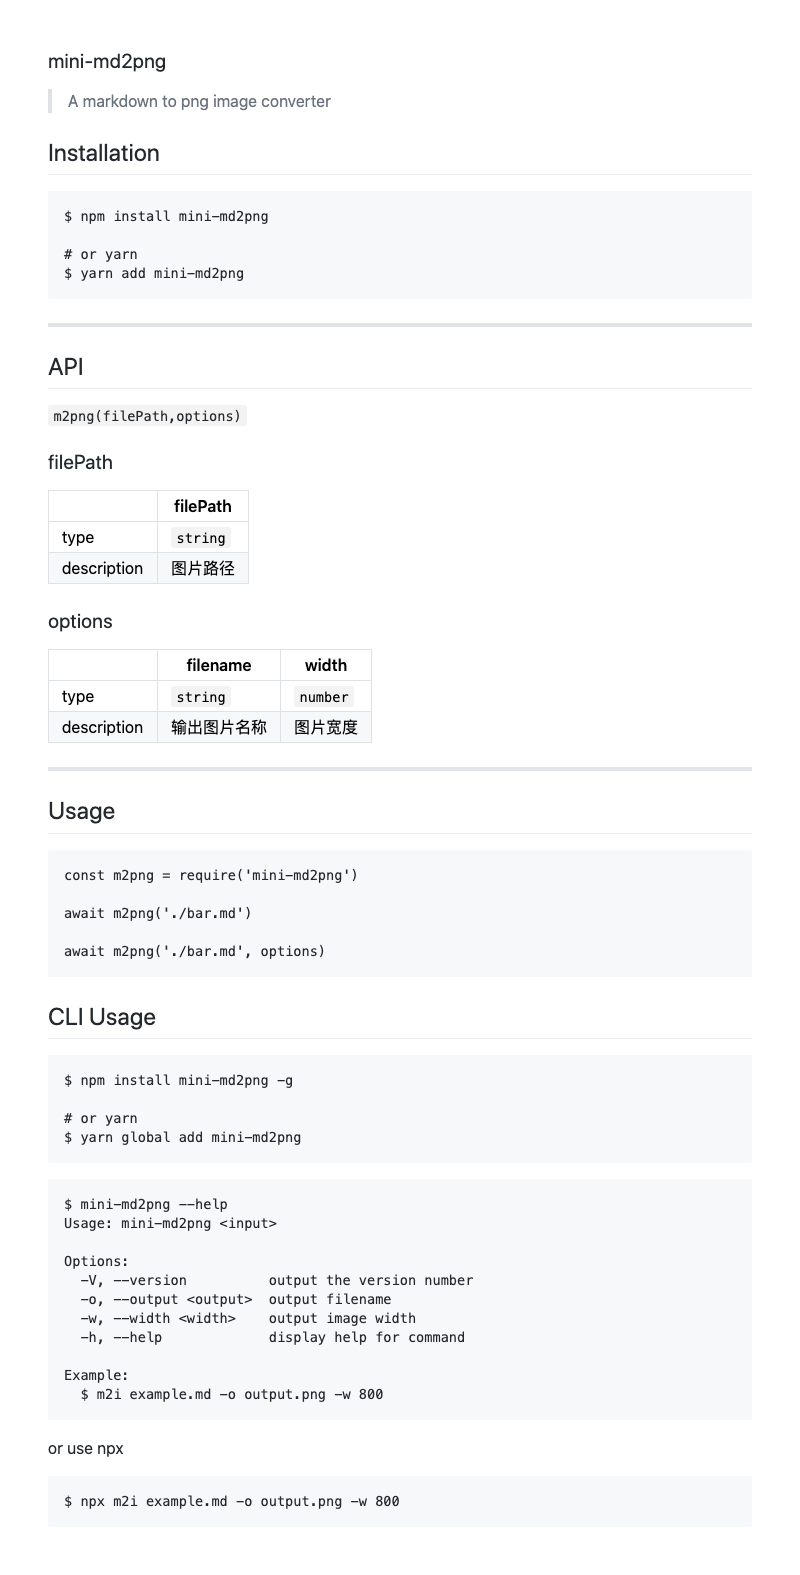 mini-md2png
A markdown to png image converter
Installation
$ npm install mini-md2png
# or yarn
$ yarn add mini-md2png
API
m2png(filePath,options)
filePath
filePath
type string
description 图片路径
options
filename width
type string number
description 输出图片名称 图片宽度
Usage
const m2png = require('mini-md2png')
await m2png('./bar.md')
await m2png('./bar.md', options)
CLI Usage
$ npm install mini-md2png -g
# or yarn
$ yarn global add mini-md2png
$ mini-md2png --help
Usage: mini-md2png <input>
Options:
-V, --version output the version number
-o, --output <output> output filename
-w, --width <width> output image width
-h, --help display help for command
Example:
$ m2i example.md -o output.png -w 800
or use npx
$ npx m2i example.md -o output.png -w 800